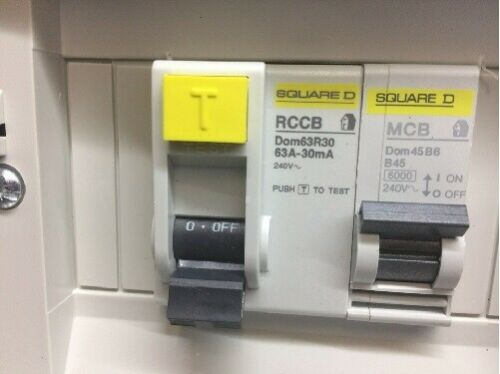 T
O · OFF
SQUARE D
RCCB
Dom63R30
63A-30mA
240V~
PUSH T TO TEST
SQUARE D
MCB
Dom45B6
B45
6000
240V~
I ON
O OFF